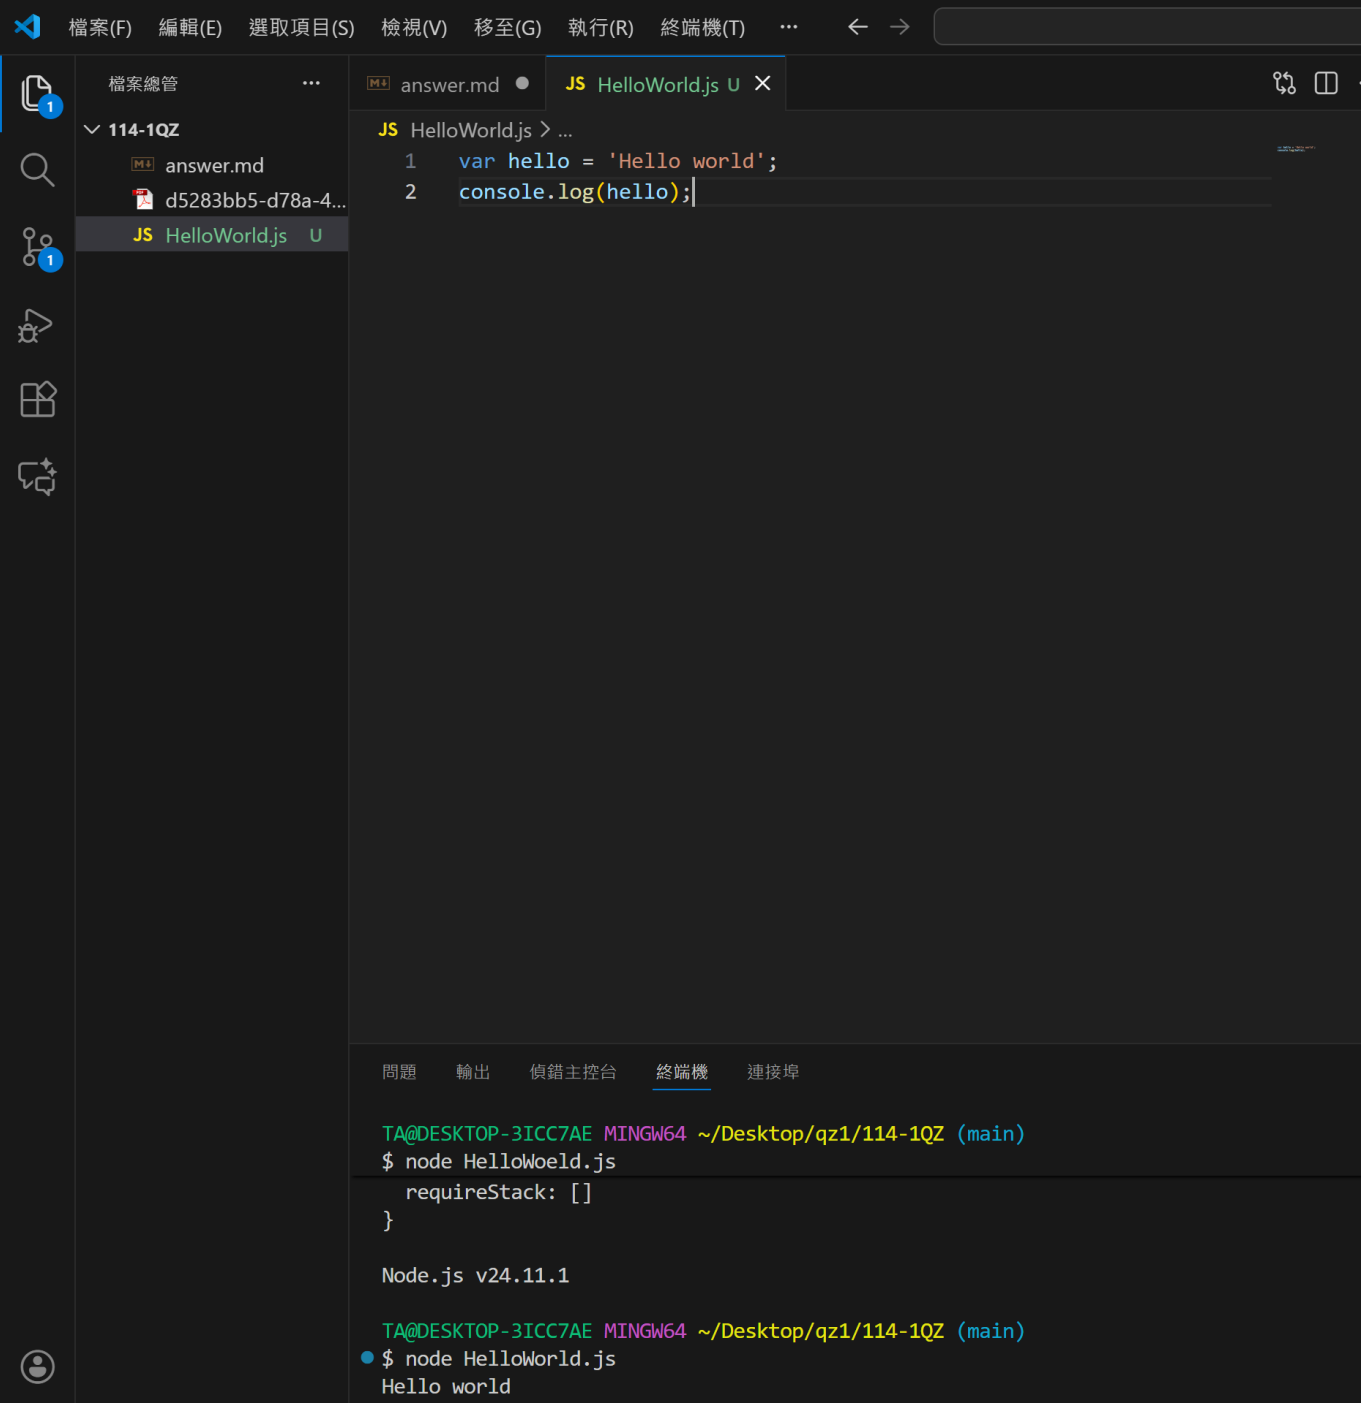 檔案(F) 編輯(E) 選取項目(S) 檢視(V) 移至(G) 執行(R) 終端機(T) ···
檔案總管 ···
1
114-1QZ
answer.md
d5283bb5-d78a-4...
JS HelloWorld.js U
1
answer.md
JS HelloWorld.js U
JS HelloWorld.js > ...
1 var hello = 'Hello world';
2 console.log(hello);
問題 輸出 偵錯主控台 終端機 連接埠
TA@DESKTOP-3ICC7AE MINGW64 ~/Desktop/qz1/114-1QZ (main)
$ node HelloWoeld.js
requireStack: []
}
Node.js v24.11.1
TA@DESKTOP-3ICC7AE MINGW64 ~/Desktop/qz1/114-1QZ (main)
$ node HelloWorld.js
Hello world